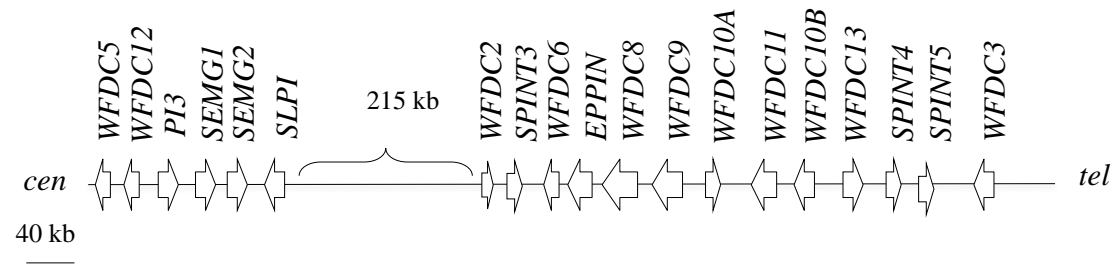 WFDC5
WFDC12
PI3
SEMG1
SEMG2
SLPI
215 kb
WFDC2
SPINT3
WFDC6
EPPIN
WFDC8
WFDC9
WFDC10A
WFDC11
WFDC10B
WFDC13
SPINT4
SPINT5
WFDC3
cen
tel
40 kb